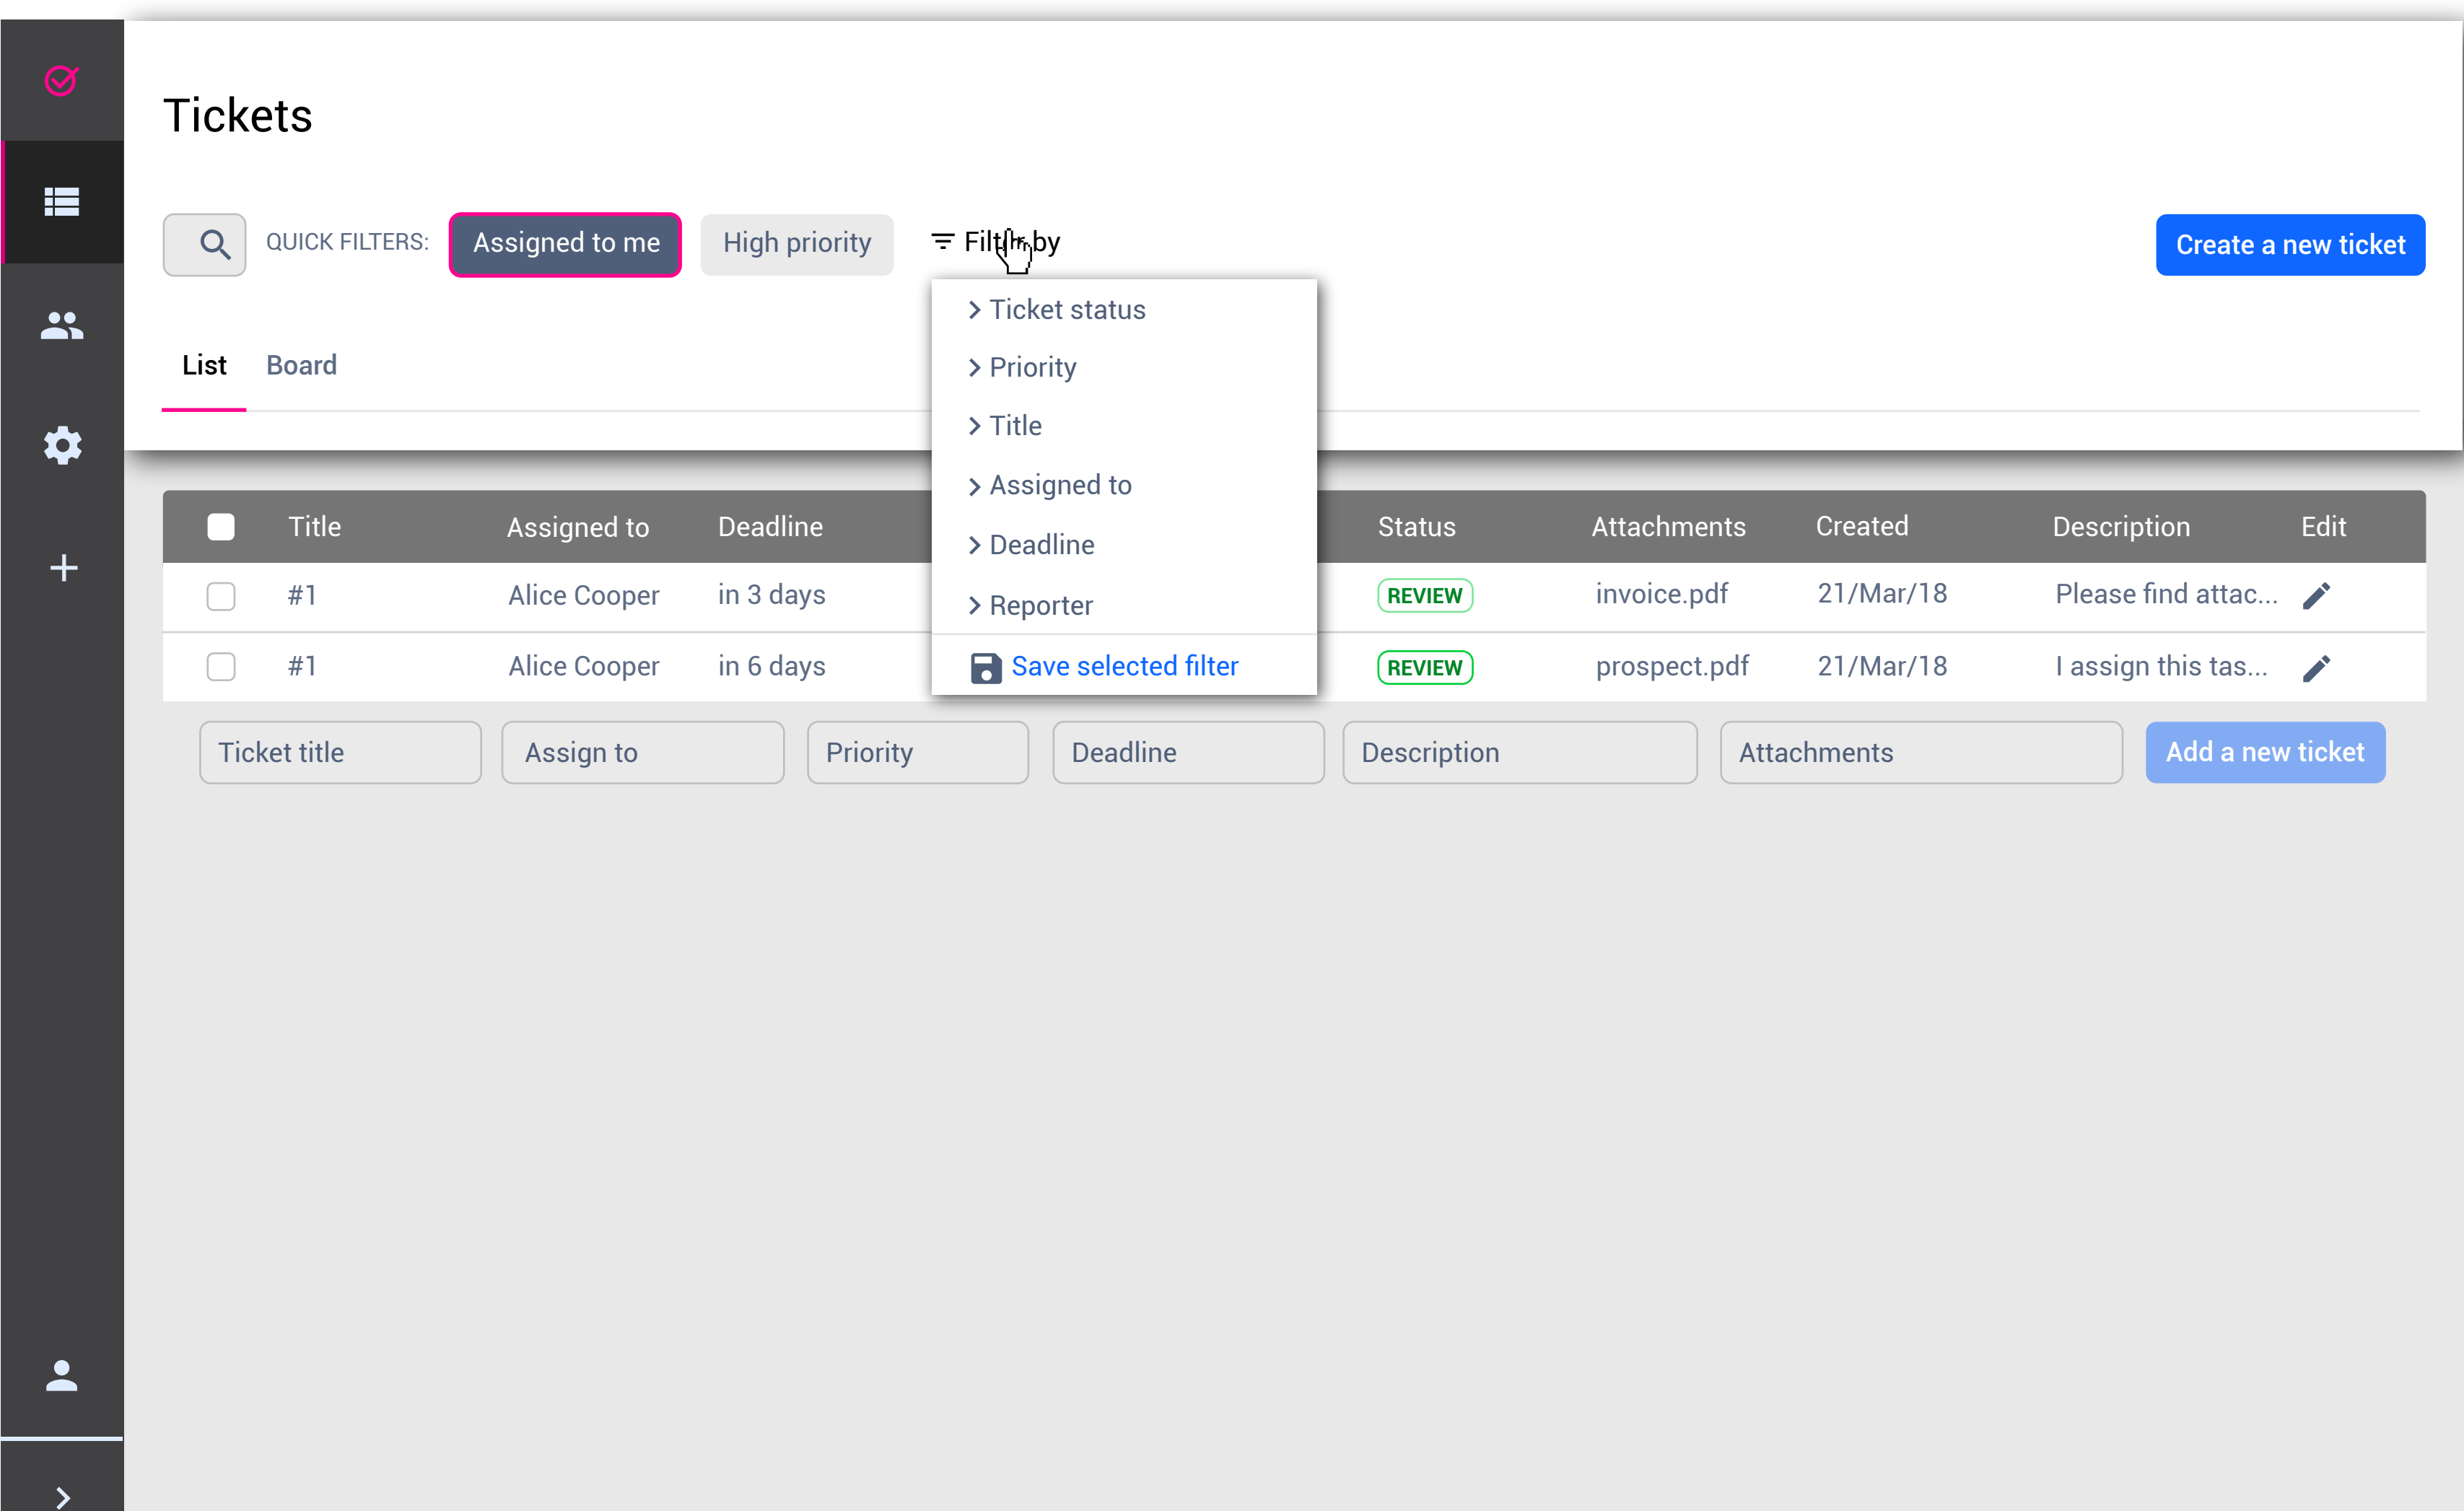 Tickets
QUICK FILTERS: Assigned to me High priority Filter by Create a new ticket
Ticket status
List Board
Priority
Title
Assigned to
Deadline
Reporter
Save selected filter
Title Assigned to Deadline Status Attachments Created Description Edit
#1 Alice Cooper in 3 days REVIEW invoice.pdf 21/Mar/18 Please find attac...
#1 Alice Cooper in 6 days REVIEW prospect.pdf 21/Mar/18 I assign this tas...
Ticket title Assign to Priority Deadline Description Attachments Add a new ticket